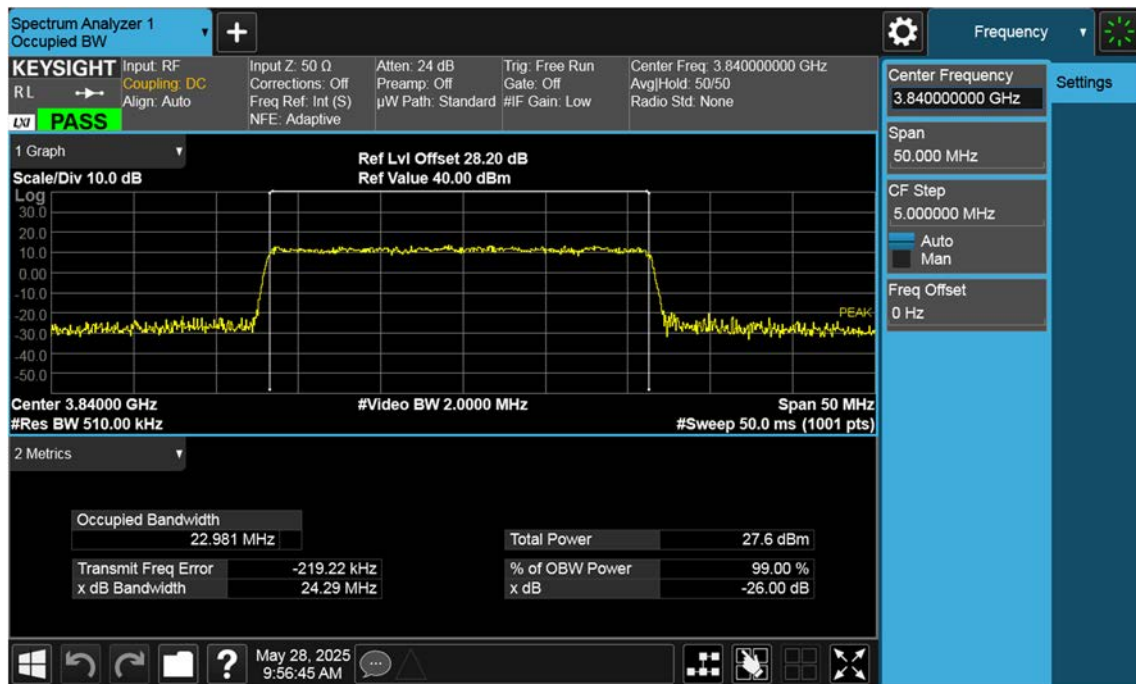 Spectrum Analyzer 1
Occupied BW
+
Frequency
KEYSIGHT
RL
LXI PASS
Input: RF
Coupling: DC
Align: Auto
Input Z: 50 Ω
Corrections: Off
Freq Ref: Int (S)
NFE: Adaptive
Atten: 24 dB
Preamp: Off
µW Path: Standard
Trig: Free Run
Gate: Off
#IF Gain: Low
Center Freq: 3.840000000 GHz
Avg|Hold: 50/50
Radio Std: None
Center Frequency
3.840000000 GHz
Settings
Span
50.000 MHz
CF Step
5.000000 MHz
Auto
Man
Freq Offset
0 Hz
1 Graph
Scale/Div 10.0 dB
Ref Lvl Offset 28.20 dB
Ref Value 40.00 dBm
Log
30.0
20.0
10.0
0.00
-10.0
-20.0
-30.0
-40.0
-50.0
PEAK
Center 3.84000 GHz
#Video BW 2.0000 MHz
Span 50 MHz
#Res BW 510.00 kHz
#Sweep 50.0 ms (1001 pts)
2 Metrics
Occupied Bandwidth
22.981 MHz
Total Power 27.6 dBm
Transmit Freq Error -219.22 kHz
% of OBW Power 99.00 %
x dB Bandwidth 24.29 MHz
x dB -26.00 dB
?
May 28, 2025
9:56:45 AM